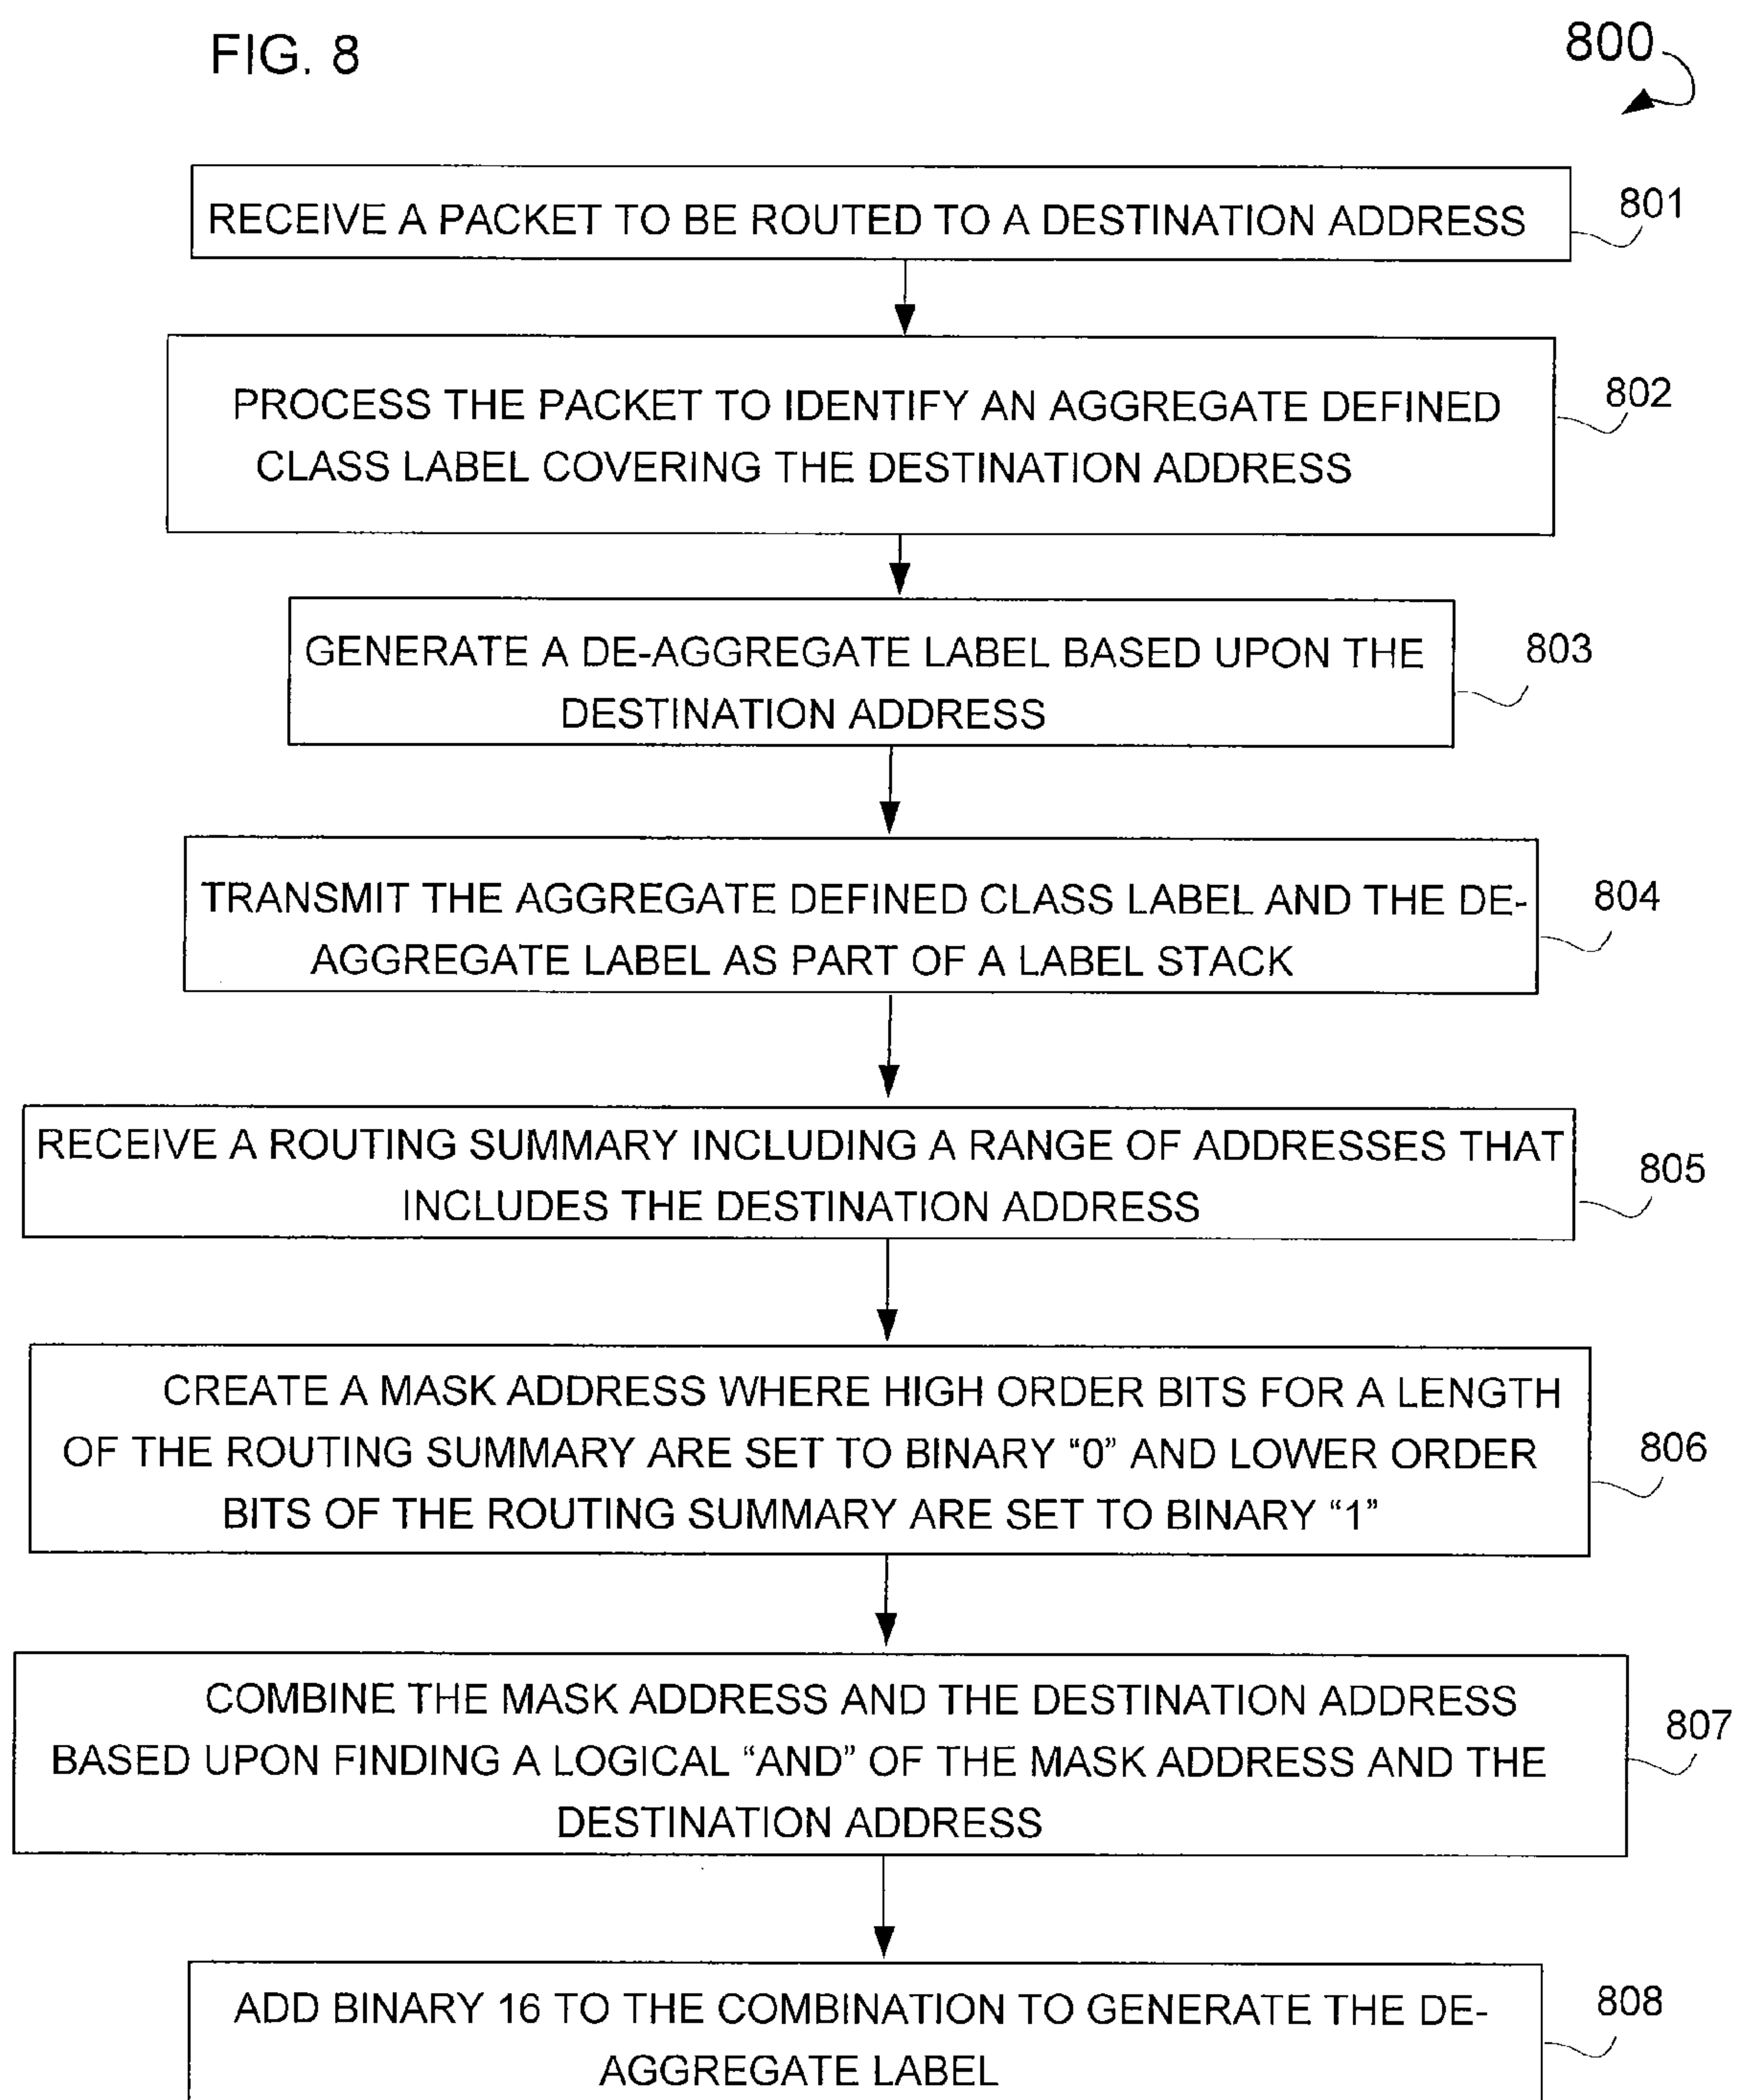 FIG. 8
800
RECEIVE A PACKET TO BE ROUTED TO A DESTINATION ADDRESS
801
PROCESS THE PACKET TO IDENTIFY AN AGGREGATE DEFINED
CLASS LABEL COVERING THE DESTINATION ADDRESS
802
GENERATE A DE-AGGREGATE LABEL BASED UPON THE
DESTINATION ADDRESS
803
TRANSMIT THE AGGREGATE DEFINED CLASS LABEL AND THE DE-
AGGREGATE LABEL AS PART OF A LABEL STACK
804
RECEIVE A ROUTING SUMMARY INCLUDING A RANGE OF ADDRESSES THAT
INCLUDES THE DESTINATION ADDRESS
805
CREATE A MASK ADDRESS WHERE HIGH ORDER BITS FOR A LENGTH
OF THE ROUTING SUMMARY ARE SET TO BINARY “0” AND LOWER ORDER
BITS OF THE ROUTING SUMMARY ARE SET TO BINARY “1”
806
COMBINE THE MASK ADDRESS AND THE DESTINATION ADDRESS
BASED UPON FINDING A LOGICAL “AND” OF THE MASK ADDRESS AND THE
DESTINATION ADDRESS
807
ADD BINARY 16 TO THE COMBINATION TO GENERATE THE DE-
AGGREGATE LABEL
808